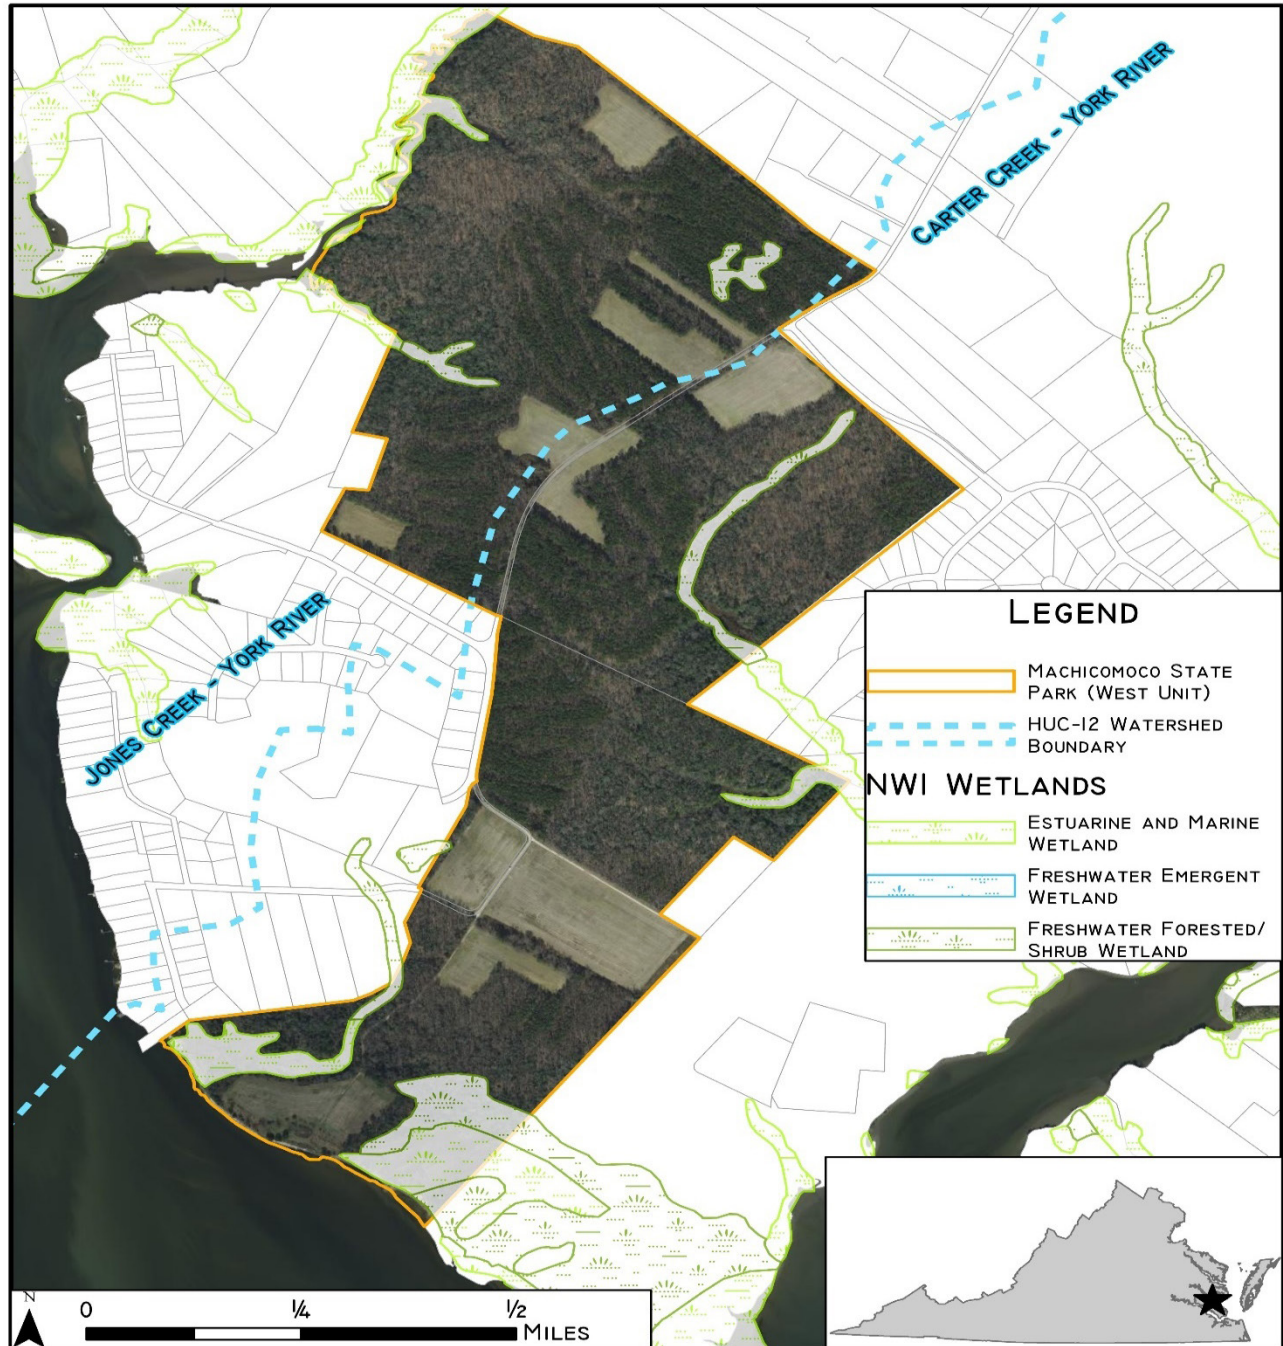 CARTER CREEK - YORK RIVER
JONES CREEK - YORK RIVER
LEGEND
MACHICOMOCO STATE
PARK (WEST UNIT)
HUC-12 WATERSHED
BOUNDARY
NWI WETLANDS
ESTUARINE AND MARINE
WETLAND
FRESHWATER EMERGENT
WETLAND
FRESHWATER FORESTED/
SHRUB WETLAND
N
0 1/4 1/2
MILES